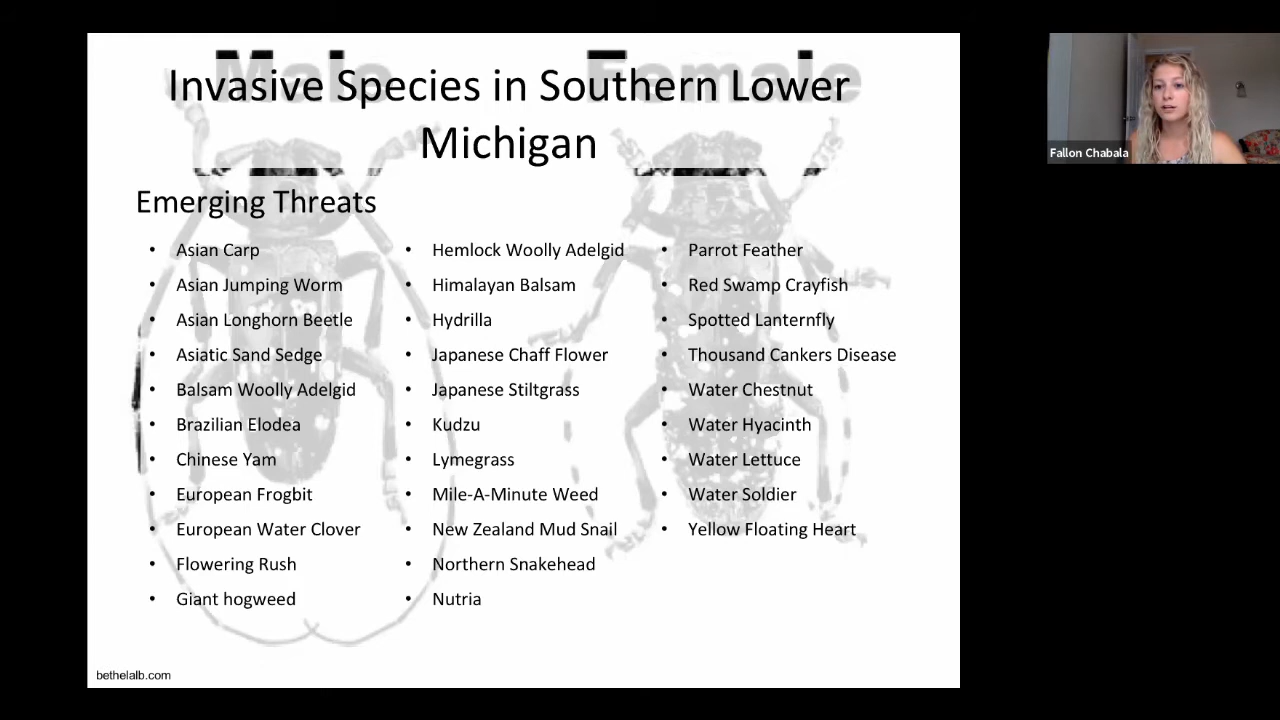 Male Female
Invasive Species in Southern Lower
Michigan
Emerging Threats
• Asian Carp
• Asian Jumping Worm
• Asian Longhorn Beetle
• Asiatic Sand Sedge
• Balsam Woolly Adelgid
• Brazilian Elodea
• Chinese Yam
• European Frogbit
• European Water Clover
• Flowering Rush
• Giant hogweed
• Hemlock Woolly Adelgid
• Himalayan Balsam
• Hydrilla
• Japanese Chaff Flower
• Japanese Stiltgrass
• Kudzu
• Lymegrass
• Mile-A-Minute Weed
• New Zealand Mud Snail
• Northern Snakehead
• Nutria
• Parrot Feather
• Red Swamp Crayfish
• Spotted Lanternfly
• Thousand Cankers Disease
• Water Chestnut
• Water Hyacinth
• Water Lettuce
• Water Soldier
• Yellow Floating Heart
bethelalb.com
Fallon Chabala